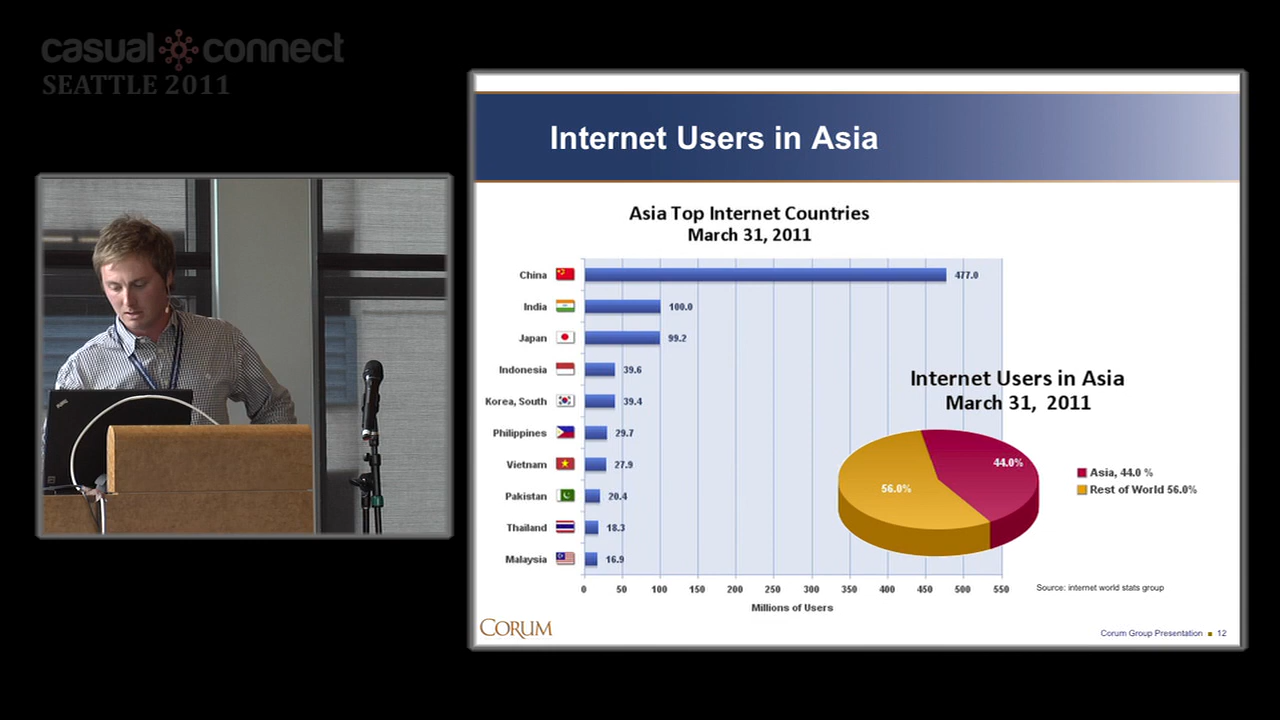 casual connect
SEATTLE 2011
Internet Users in Asia
Asia Top Internet Countries
March 31, 2011
China 477.0
India 100.0
Japan 99.2
Indonesia 39.6
Korea, South 39.4
Philippines 29.7
Vietnam 27.9
Pakistan 20.4
Thailand 18.3
Malaysia 16.9
0 50 100 150 200 250 300 350 400 450 500 550
Millions of Users
Internet Users in Asia
March 31, 2011
44.0%
56.0%
Asia, 44.0 %
Rest of World 56.0%
Source: internet world stats group
CORUM
Corum Group Presentation ■ 12